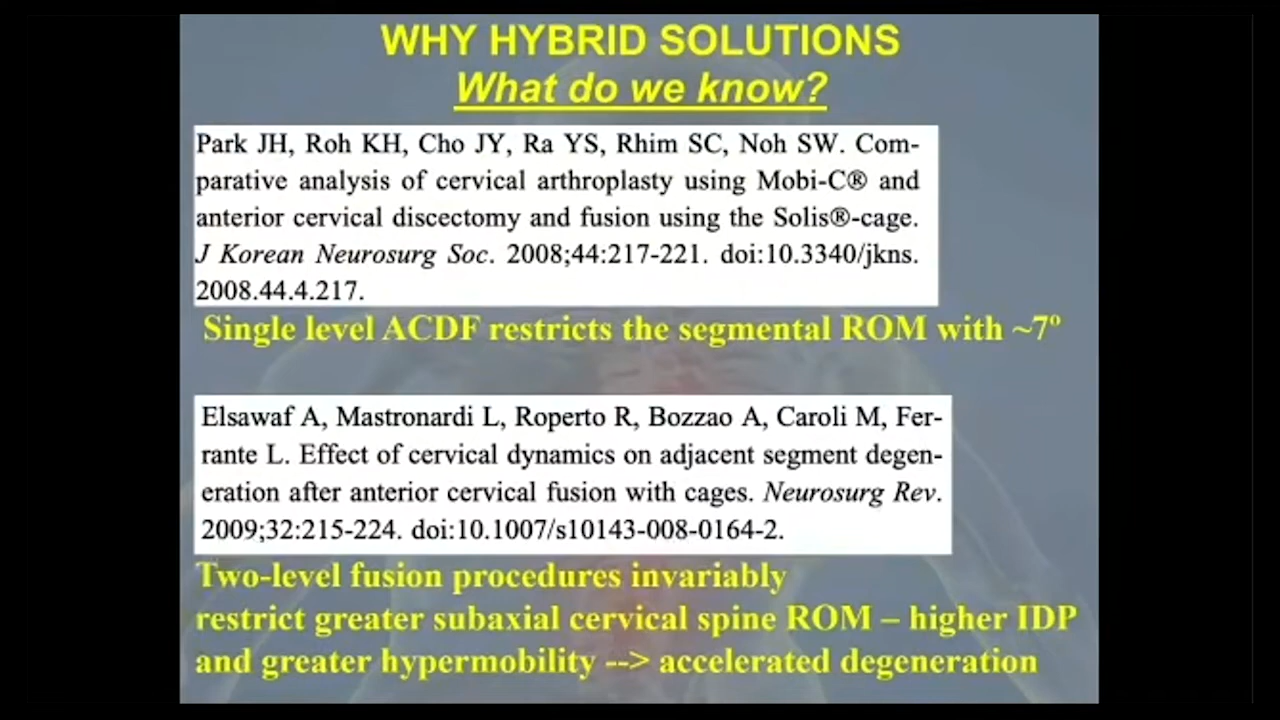 WHY HYBRID SOLUTIONS
What do we know?
Park JH, Roh KH, Cho JY, Ra YS, Rhim SC, Noh SW. Com-
parative analysis of cervical arthroplasty using Mobi-C® and
anterior cervical discectomy and fusion using the Solis®-cage.
J Korean Neurosurg Soc. 2008;44:217-221. doi:10.3340/jkns.
2008.44.4.217.
Single level ACDF restricts the segmental ROM with ~7º
Elsawaf A, Mastronardi L, Roperto R, Bozzao A, Caroli M, Fer-
rante L. Effect of cervical dynamics on adjacent segment degen-
eration after anterior cervical fusion with cages. Neurosurg Rev.
2009;32:215-224. doi:10.1007/s10143-008-0164-2.
Two-level fusion procedures invariably
restrict greater subaxial cervical spine ROM – higher IDP
and greater hypermobility --> accelerated degeneration